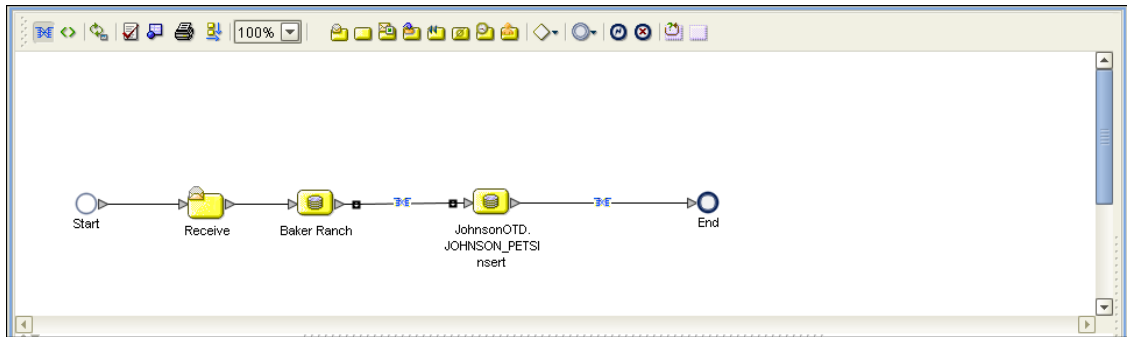 100%
Start
Receive
Baker Ranch
JohnsonOTD.
JOHNSON_PETSI
nsert
End